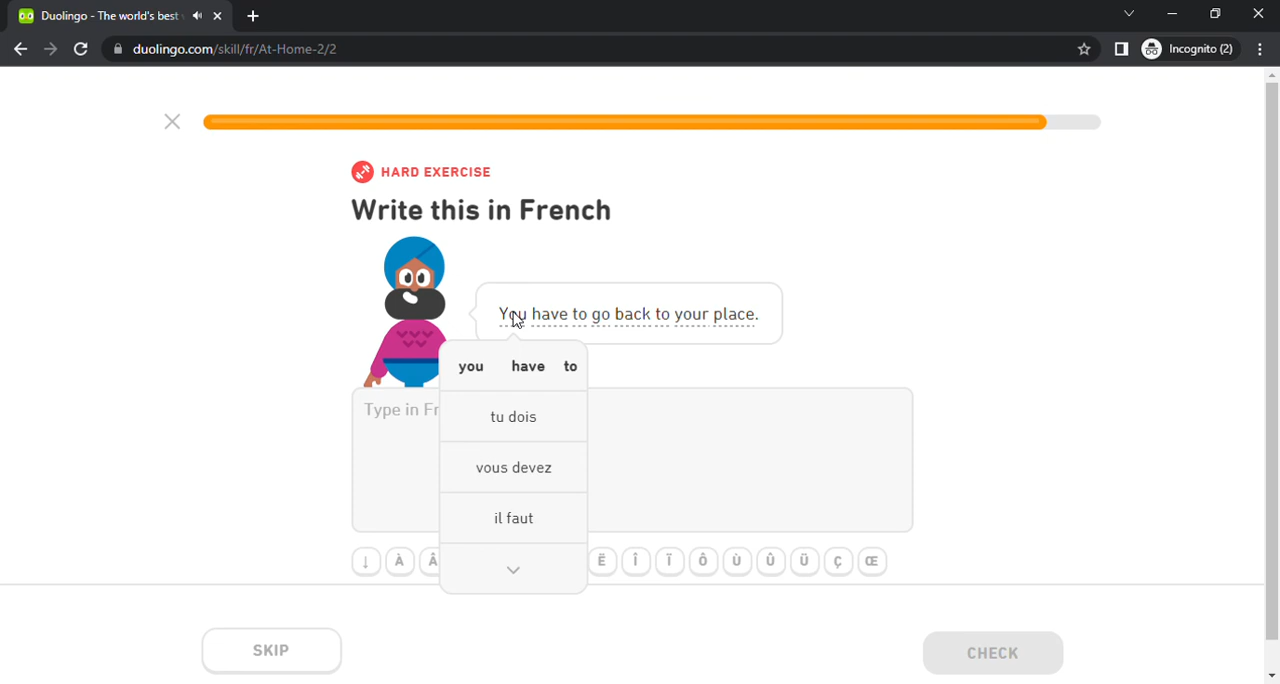 Duolingo - The world's best
duolingo.com/skill/fr/At-Home-2/2
Incognito (2)
HARD EXERCISE
Write this in French
You have to go back to your place.
you have to
Type in Fr
tu dois
vous devez
il faut
↓ À Â Ë Î Ï Ô Ù Û Ü Ç Œ
SKIP
CHECK